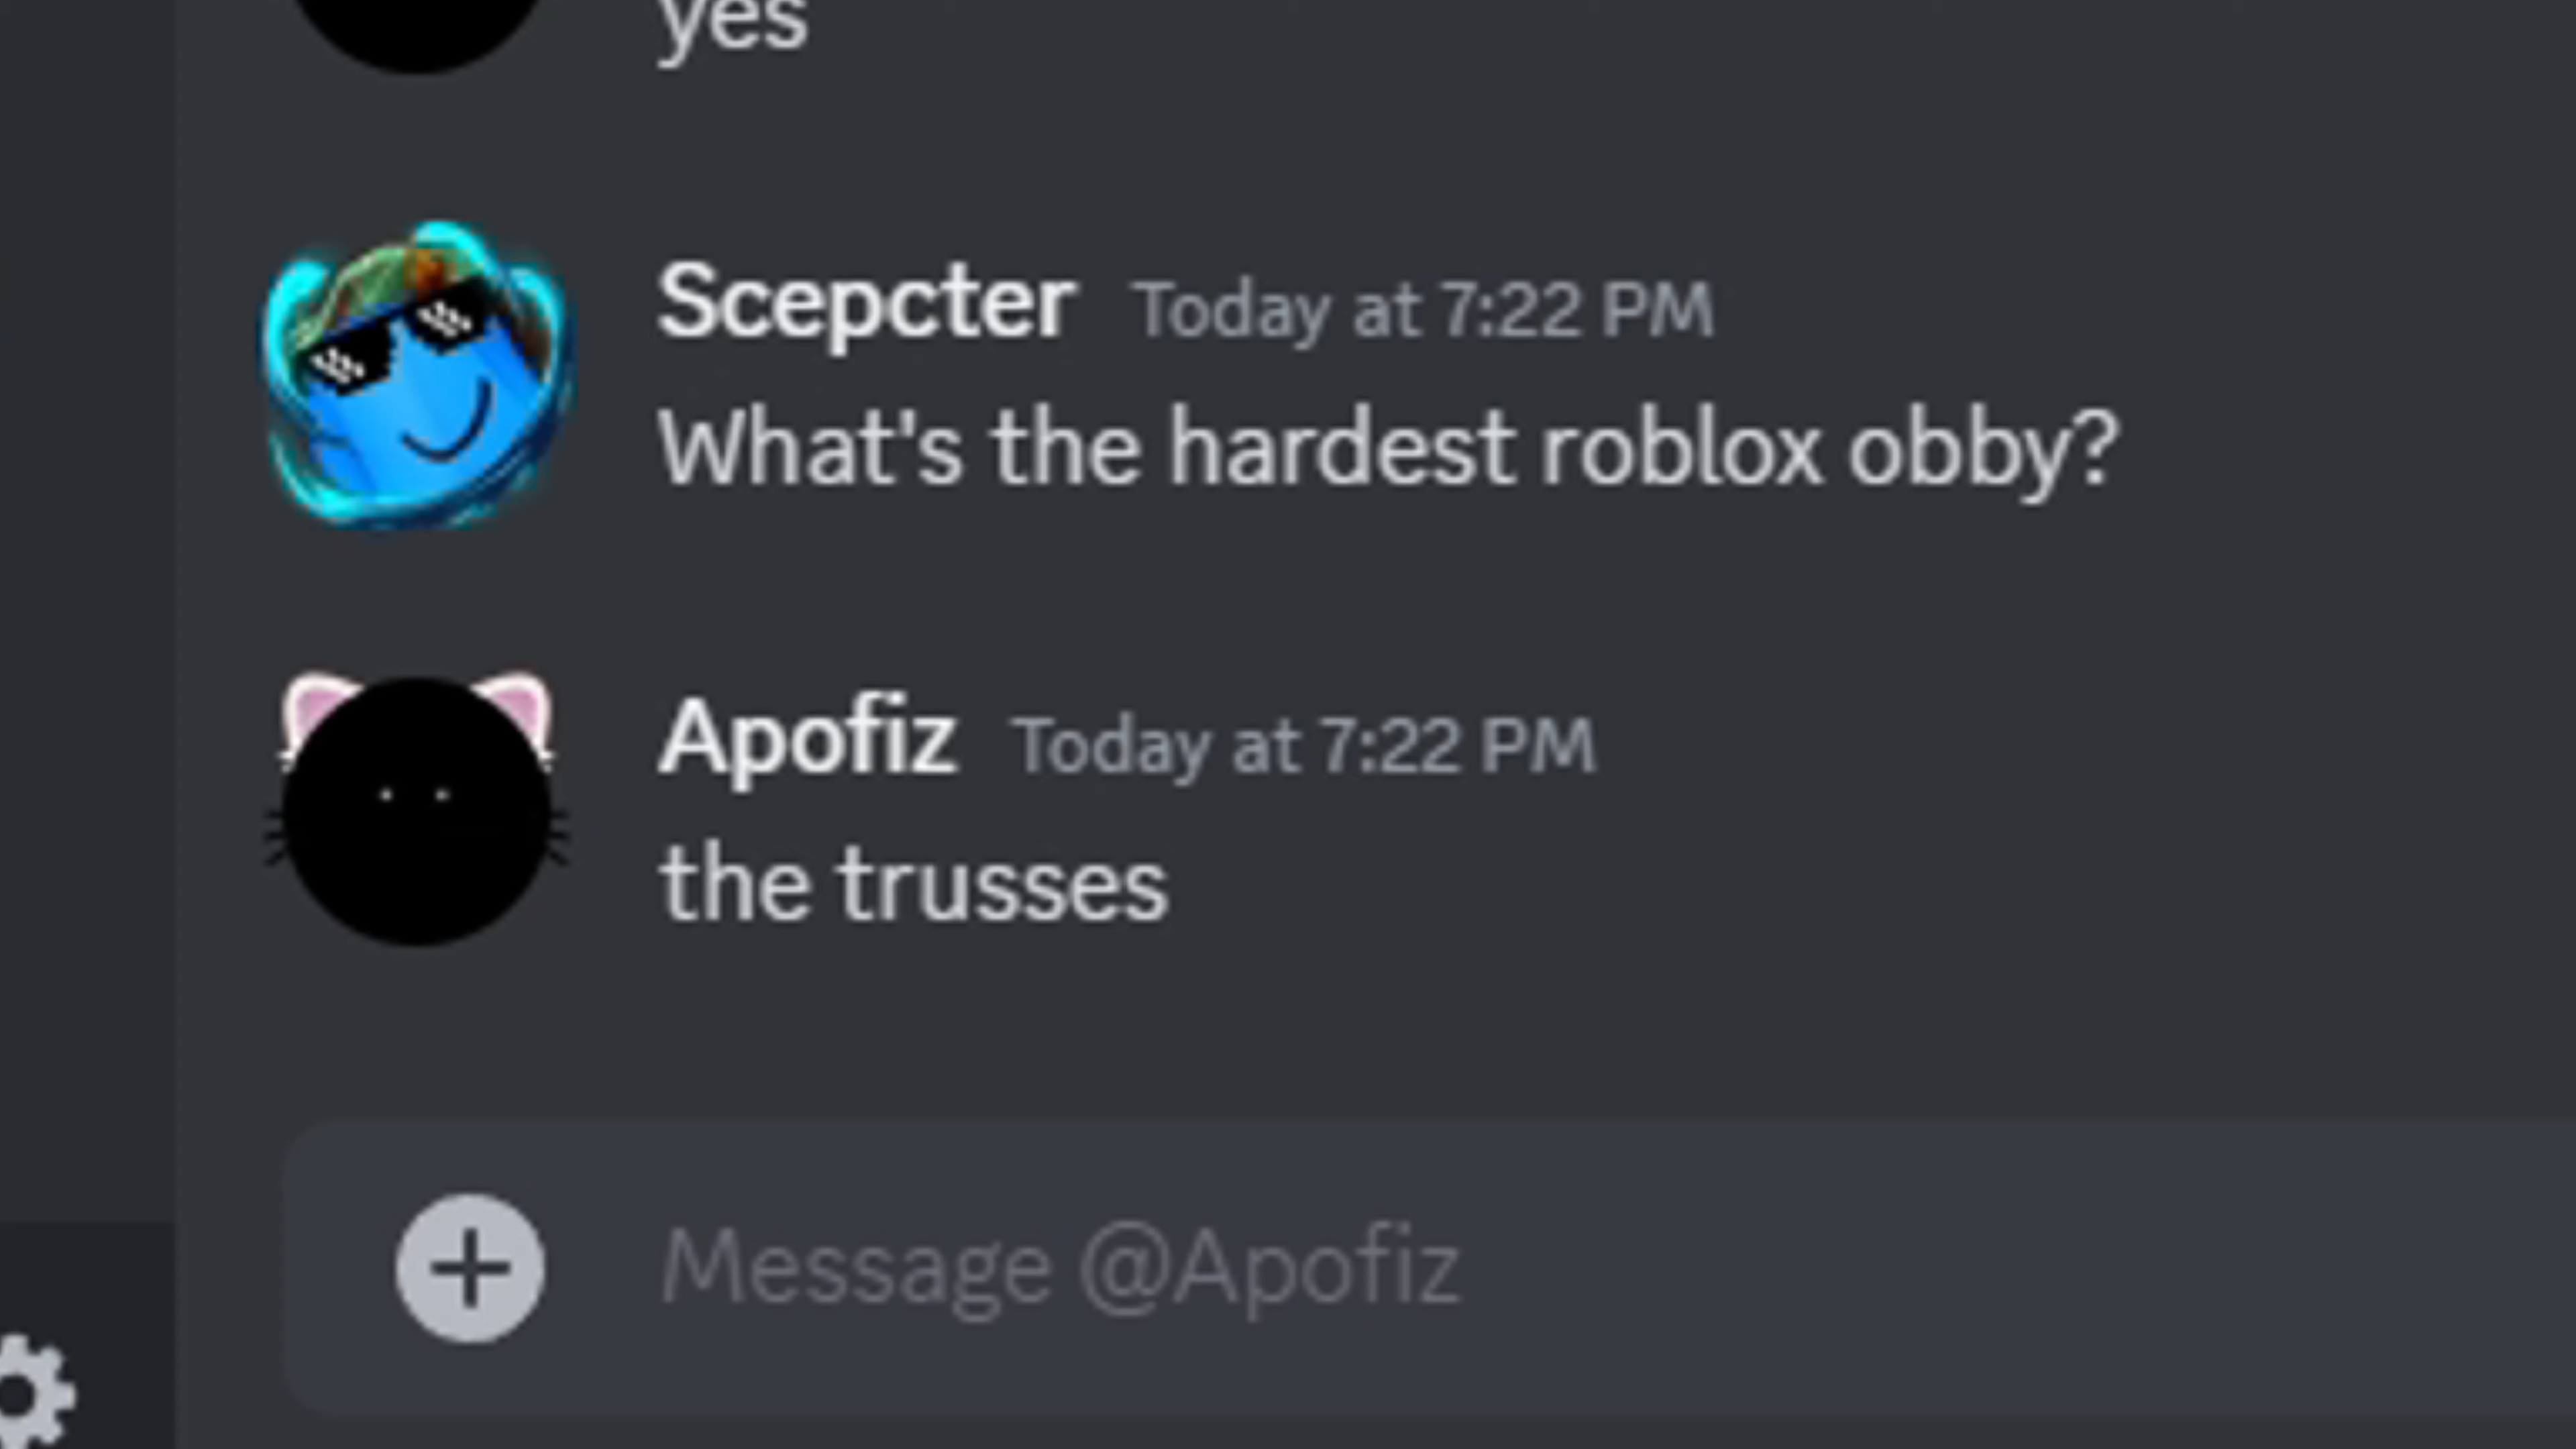 yes
Scepcter Today at 7:22 PM
What's the hardest roblox obby?
Apofiz Today at 7:22 PM
the trusses
Message @Apofiz